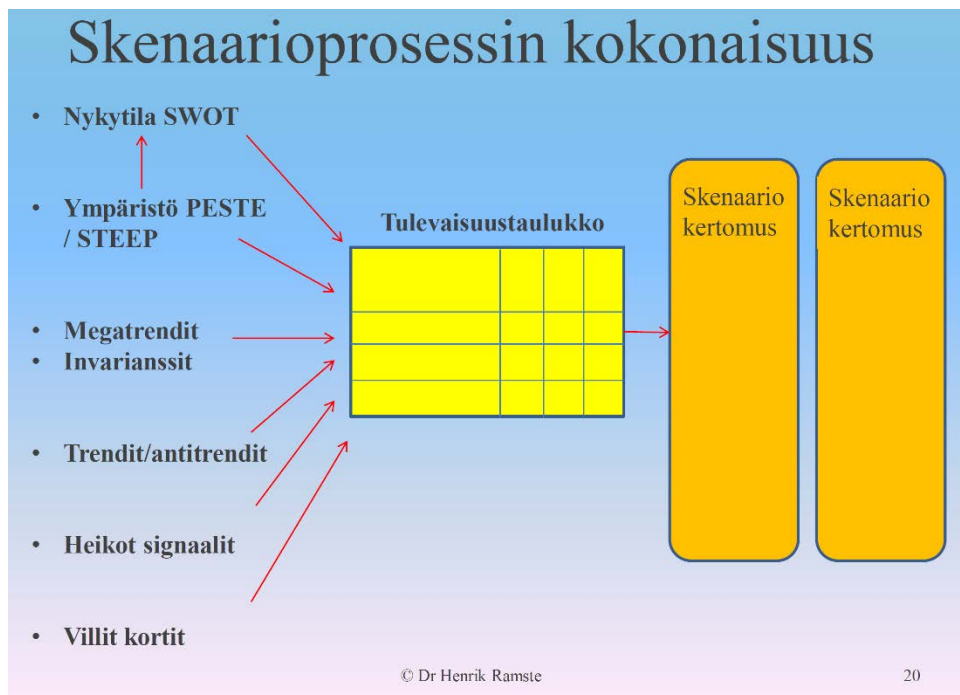 Skenaarioprosessin kokonaisuus
• Nykytila SWOT
• Ympäristö PESTE
/ STEEP
• Megatrendit
• Invarianssit
• Trendit/antitrendit
• Heikot signaalit
• Villit kortit
Tulevaisuustaulukko
Skenaario
kertomus
Skenaario
kertomus
© Dr Henrik Ramste
20